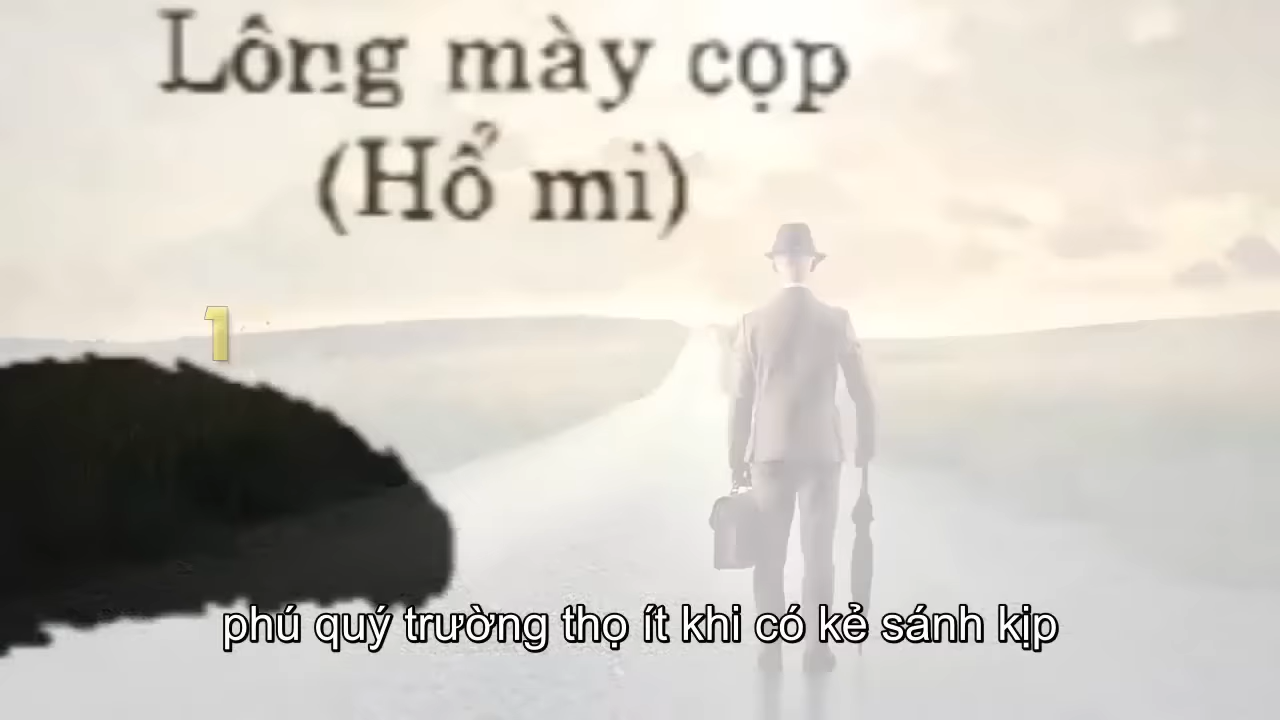 Lông mày cọp
(Hổ mi)
1
phú quý trường thọ ít khi có kẻ sánh kịp